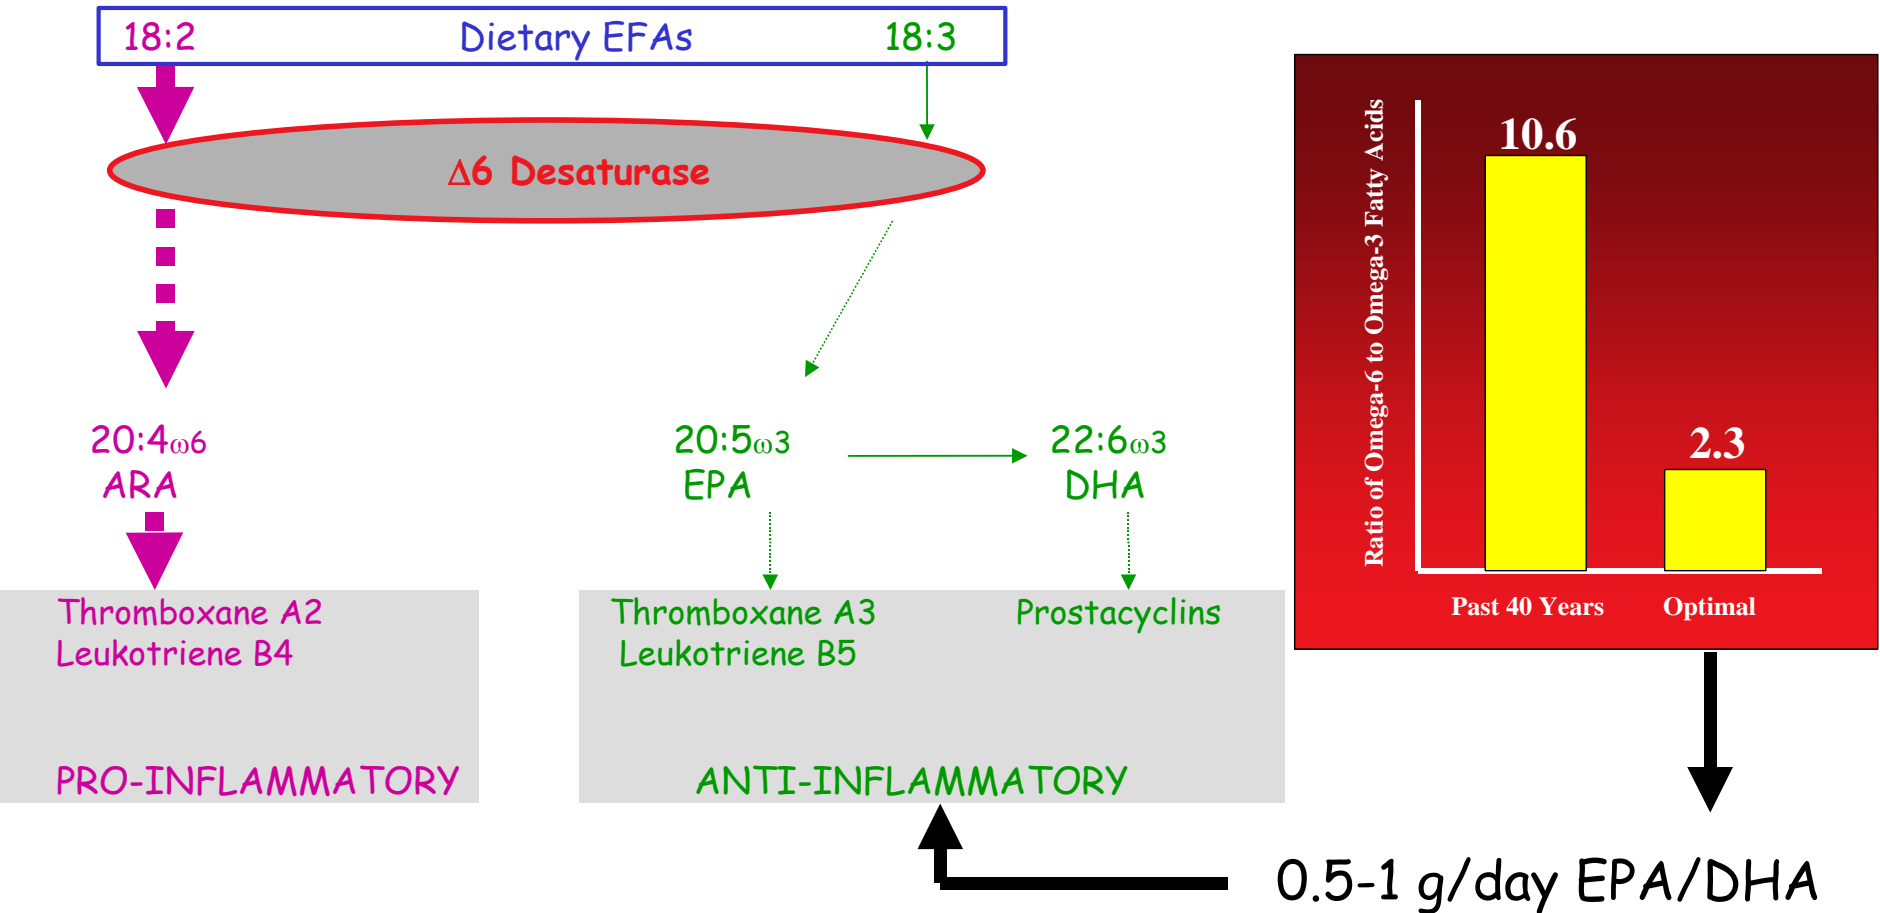 18:2 Dietary EFAs 18:3
Δ6 Desaturase
20:4ω6
ARA
20:5ω3
EPA
22:6ω3
DHA
Thromboxane A2
Leukotriene B4
PRO-INFLAMMATORY
Thromboxane A3
Leukotriene B5
Prostacyclins
ANTI-INFLAMMATORY
Ratio of Omega-6 to Omega-3 Fatty Acids
10.6
2.3
Past 40 Years Optimal
0.5-1 g/day EPA/DHA